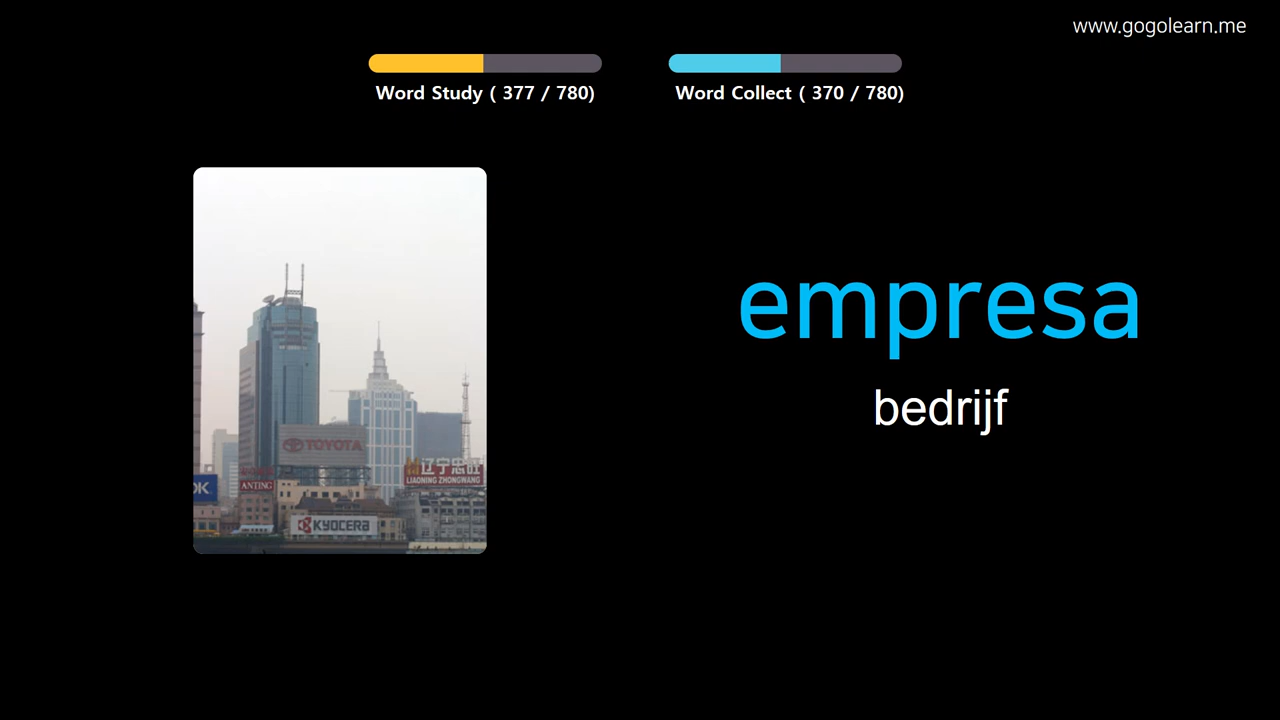 www.gogolearn.me
Word Study ( 377 / 780)
Word Collect ( 370 / 780)
empresa
bedrijf
TOYOTA
ANTING
辽宁忠旺
LIAONING ZHONGWANG
OK
KYOCERA